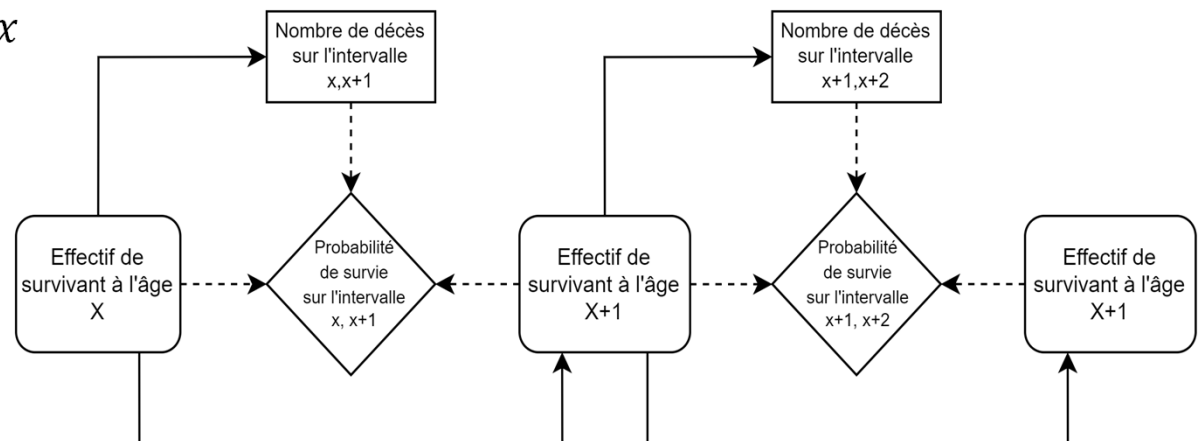 x
Nombre de décès
sur l'intervalle
x,x+1
Nombre de décès
sur l'intervalle
x+1,x+2
Effectif de
survivant à l'âge
X
Probabilité
de survie
sur l'intervalle
x, x+1
Effectif de
survivant à l'âge
X+1
Probabilité
de survie
sur l'intervalle
x+1, x+2
Effectif de
survivant à l'âge
X+1